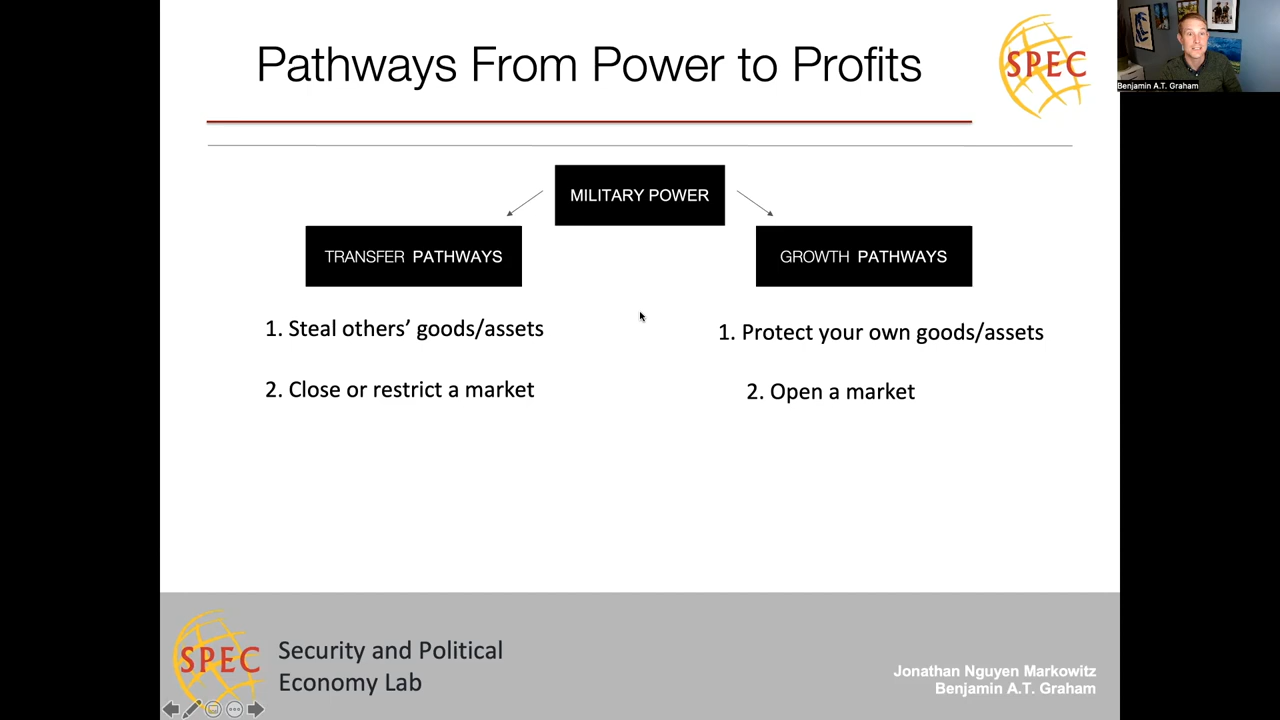 Pathways From Power to Profits
SPEC
Benjamin A.T. Graham
MILITARY POWER
TRANSFER PATHWAYS
GROWTH PATHWAYS
1. Steal others’ goods/assets
2. Close or restrict a market
1. Protect your own goods/assets
2. Open a market
SPEC
Security and Political
Economy Lab
Jonathan Nguyen Markowitz
Benjamin A.T. Graham